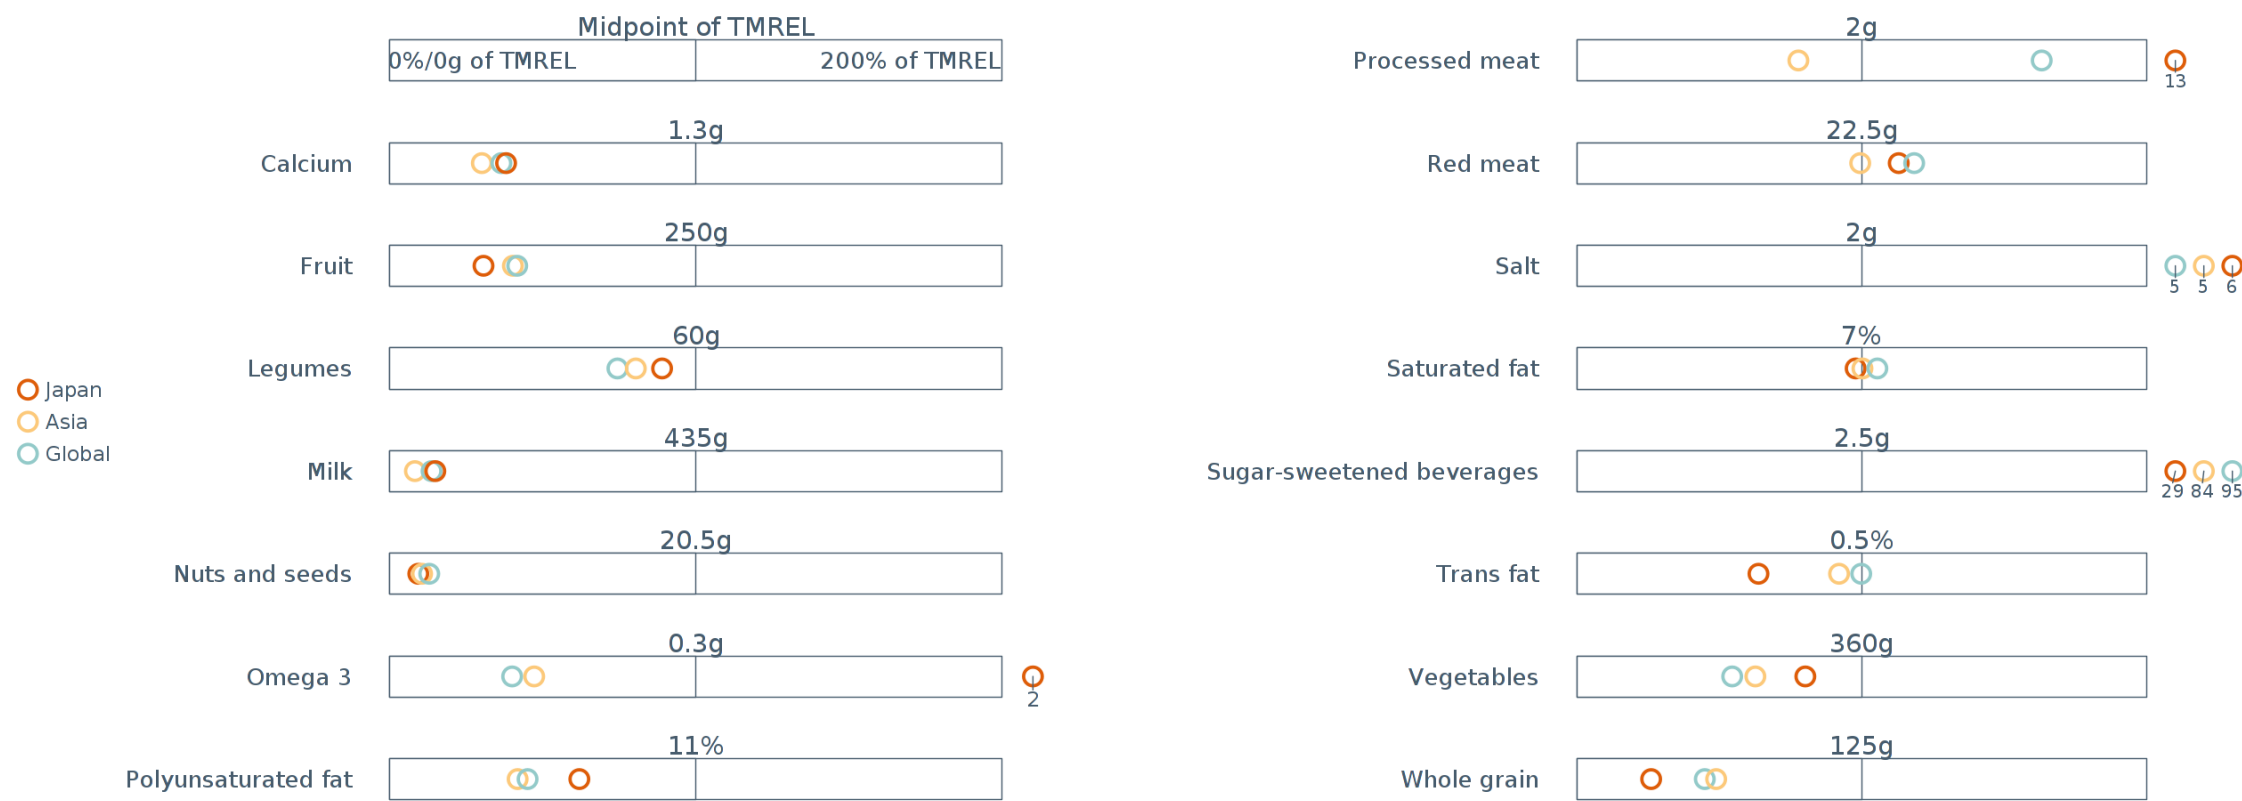 Midpoint of TMREL
0%/0g of TMREL
200% of TMREL
1.3g
Calcium
250g
Fruit
60g
Legumes
435g
Milk
20.5g
Nuts and seeds
0.3g
Omega 3
2
11%
Polyunsaturated fat
Japan
Asia
Global
2g
Processed meat
13
22.5g
Red meat
2g
Salt
5 5 6
7%
Saturated fat
2.5g
Sugar-sweetened beverages
29 84 95
0.5%
Trans fat
360g
Vegetables
125g
Whole grain